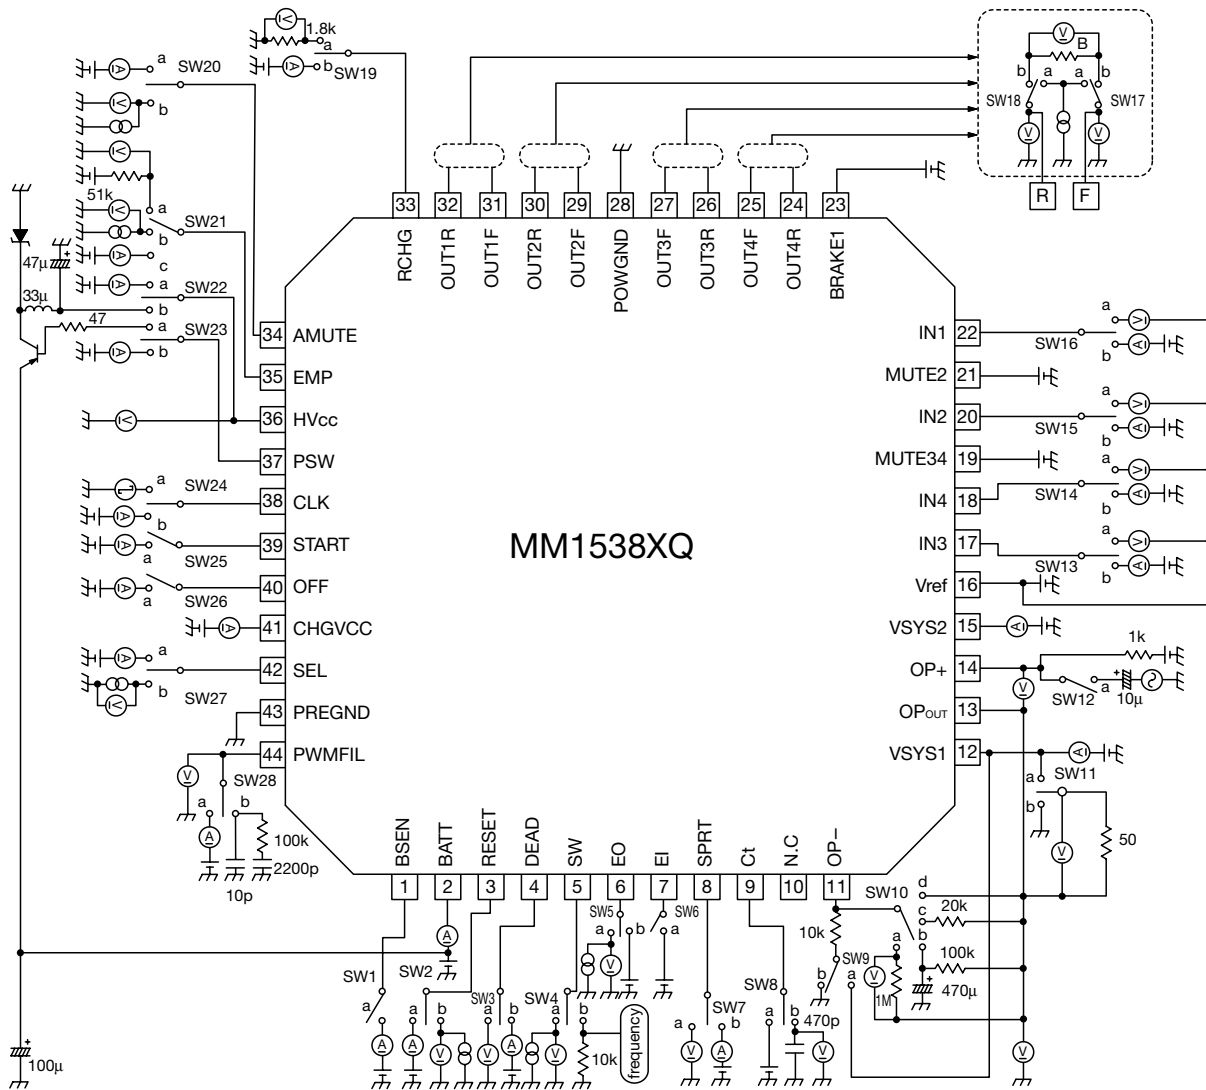 1.8k
a
b
SW19
a
SW20
b
51k
a
SW21
b
c
47μ
+
a
SW22
b
33μ
47
a
SW23
b
V
B
b
a
a
b
SW18
SW17
V
V
R
F
33
32
31
30
29
28
27
26
25
24
23
RCHG
OUT1R
OUT1F
OUT2R
OUT2F
POWGND
OUT3F
OUT3R
OUT4F
OUT4R
BRAKE1
34 AMUTE
35 EMP
36 HVcc
37 PSW
38 CLK
39 START
40 OFF
41 CHGVCC
42 SEL
43 PREGND
44 PWMFIL
a
SW24
b
a
SW25
a
SW26
a
b
SW27
MM1538XQ
IN1 22
MUTE2 21
IN2 20
MUTE34 19
IN4 18
IN3 17
Vref 16
VSYS2 15
OP+ 14
OPOUT 13
VSYS1 12
a
SW16
b
a
SW15
b
a
SW14
b
a
SW13
b
1k
+
SW12
a
10μ
V
a
SW11
b
V
50
V
SW28
a
b
A
100k
2200p
10p
BSEN
BATT
RESET
DEAD
SW
EO
EI
SPRT
Ct
N.C
OP−
1
2
3
4
5
6
7
8
9
10
11
A
SW1
a
A
SW2
a
b
A
V
SW3
a
b
V
A
SW4
a
b
V
10k
frequency
SW5
a
b
V
SW6
a
SW7
a
b
V
A
SW8
a
b
470p
V
10k
SW9
b
a
SW10
d
c
b
a
20k
100k
V
1M
+
470μ
V
+
100μ